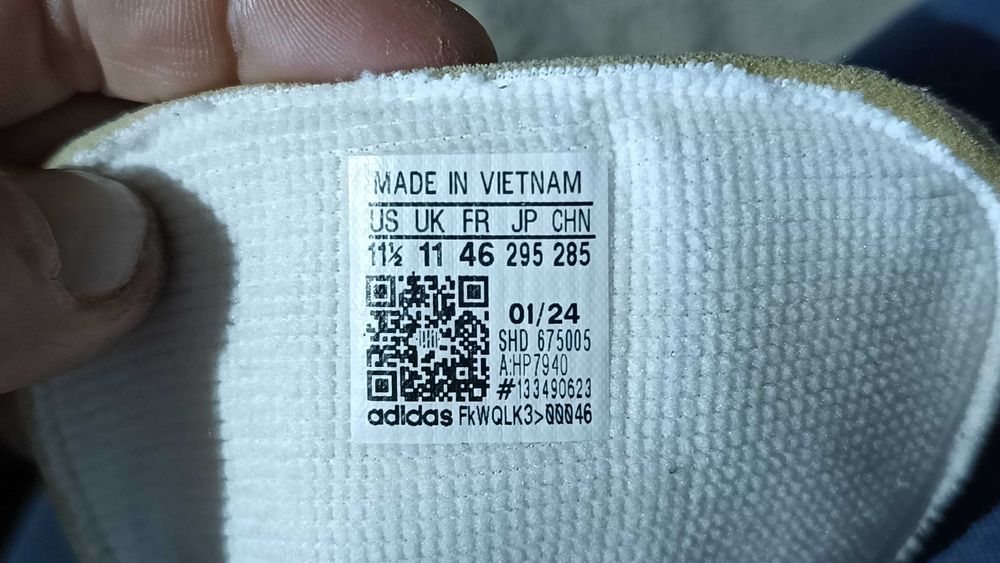 MADE IN VIETNAM
US UK FR JP CHN
11½ 11 46 295 285
01/24
SHD 675005
A:HP7940
#133490623
adidas FkWQLK3>00046